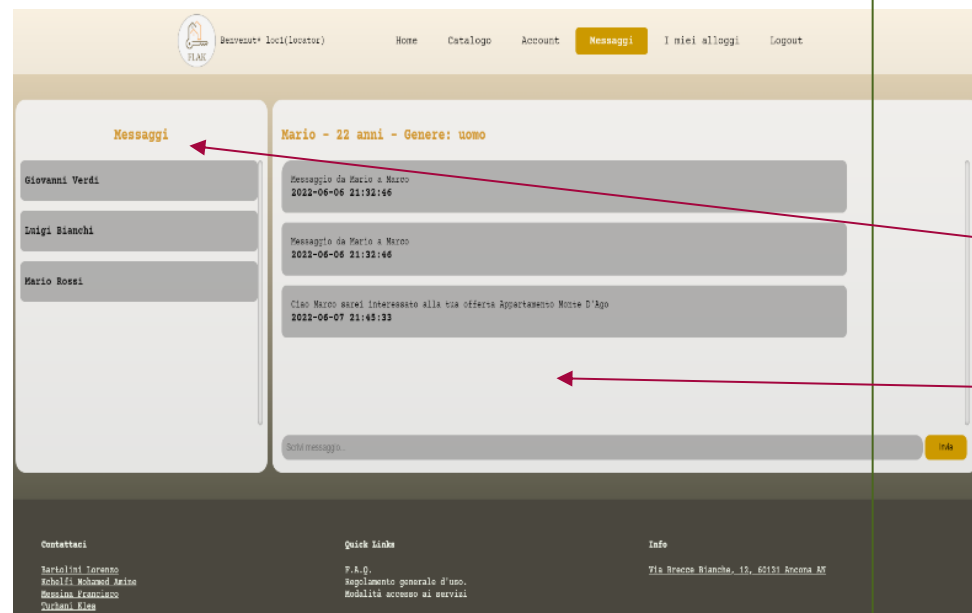 FLAK
Benvenut* loci(locator)
Home
Catalogo
Account
Messaggi
I miei alloggi
Logout
Messaggi
Giovanni Verdi
Luigi Bianchi
Mario Rossi
Mario - 22 anni - Genere: uomo
Messaggio da Mario a Marco
2022-06-06 21:32:46
Messaggio da Mario a Marco
2022-06-06 21:32:46
Ciao Marco sarei interessato alla tua offerta Appartamento Monte D'Ago
2022-06-07 21:45:33
Scrivi messaggio...
Invia
Contattaci
Bartolini Lorenzo
Echelfi Mohamed Amine
Messina Francisco
Turhani Klea
Quick Links
F.A.Q.
Regolamento generale d'uso.
Modalità accesso ai servizi
Info
Via Brecce Bianche, 12, 60131 Ancona AN